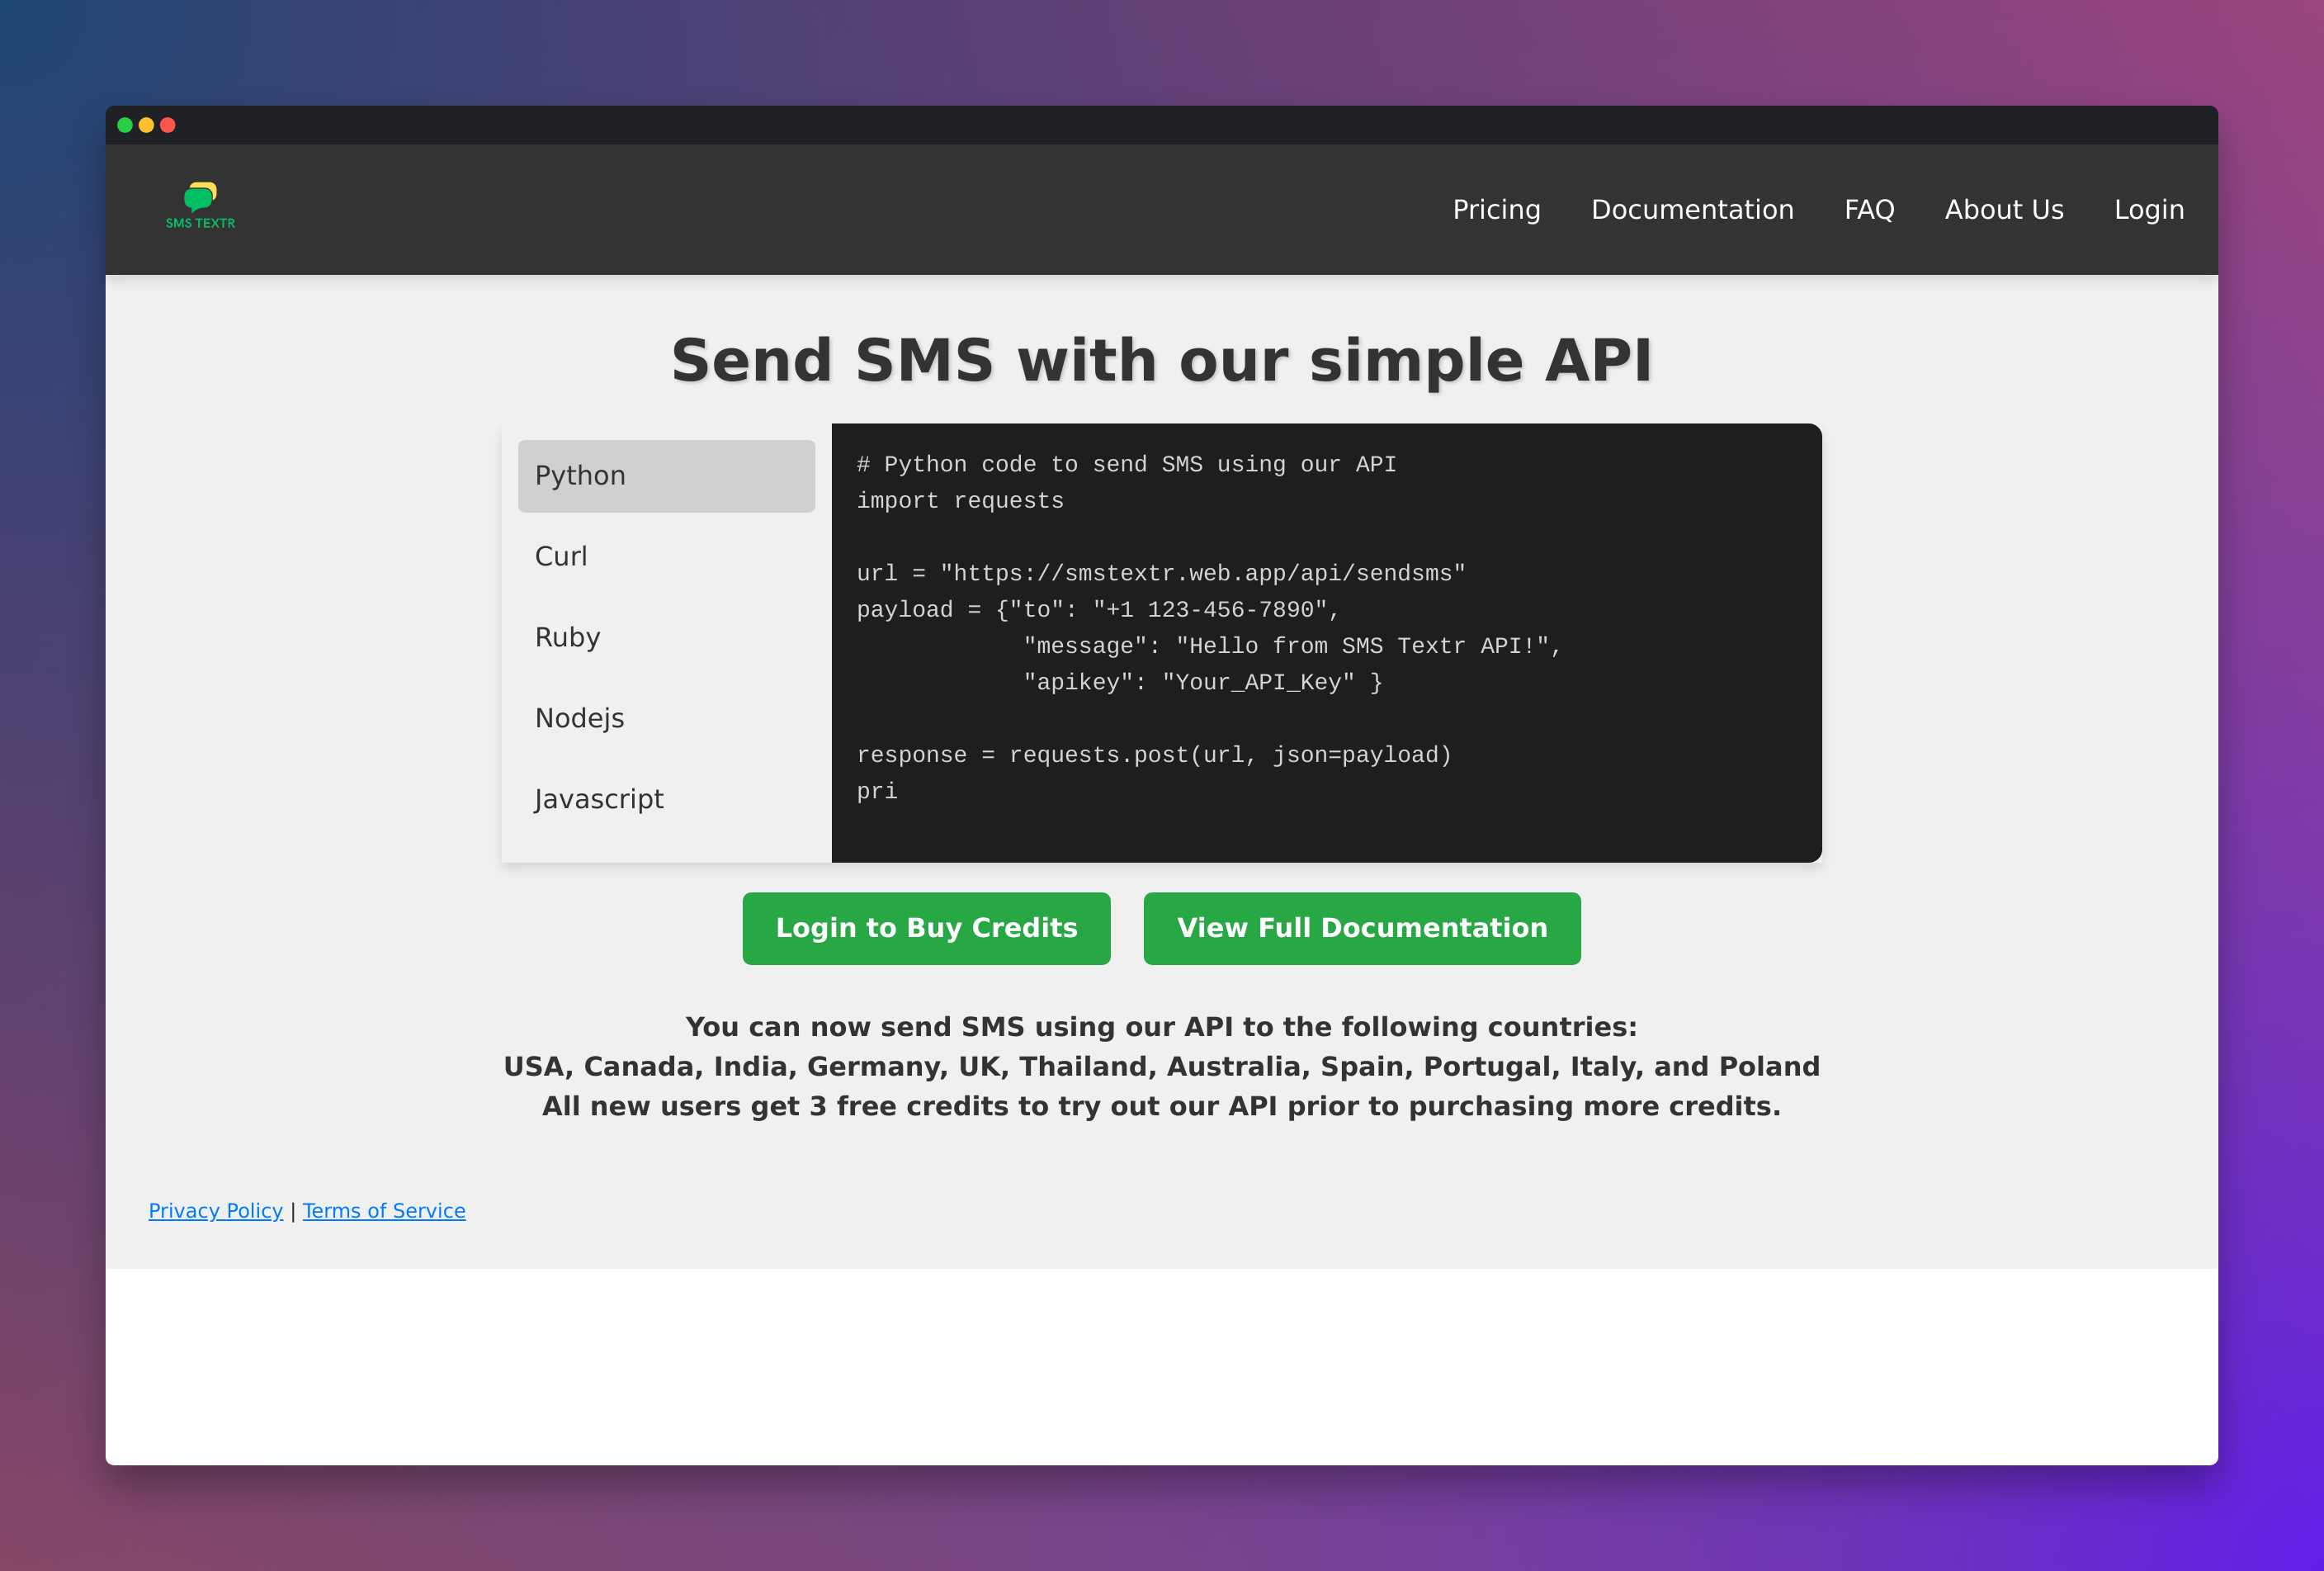 SMS TEXTR
Pricing Documentation FAQ About Us Login
Send SMS with our simple API
Python
Curl
Ruby
Nodejs
Javascript
# Python code to send SMS using our API
import requests
url = "https://smstextr.web.app/api/sendsms"
payload = {"to": "+1 123-456-7890",
"message": "Hello from SMS Textr API!",
"apikey": "Your_API_Key" }
response = requests.post(url, json=payload)
pri
Login to Buy Credits
View Full Documentation
You can now send SMS using our API to the following countries:
USA, Canada, India, Germany, UK, Thailand, Australia, Spain, Portugal, Italy, and Poland
All new users get 3 free credits to try out our API prior to purchasing more credits.
Privacy Policy | Terms of Service